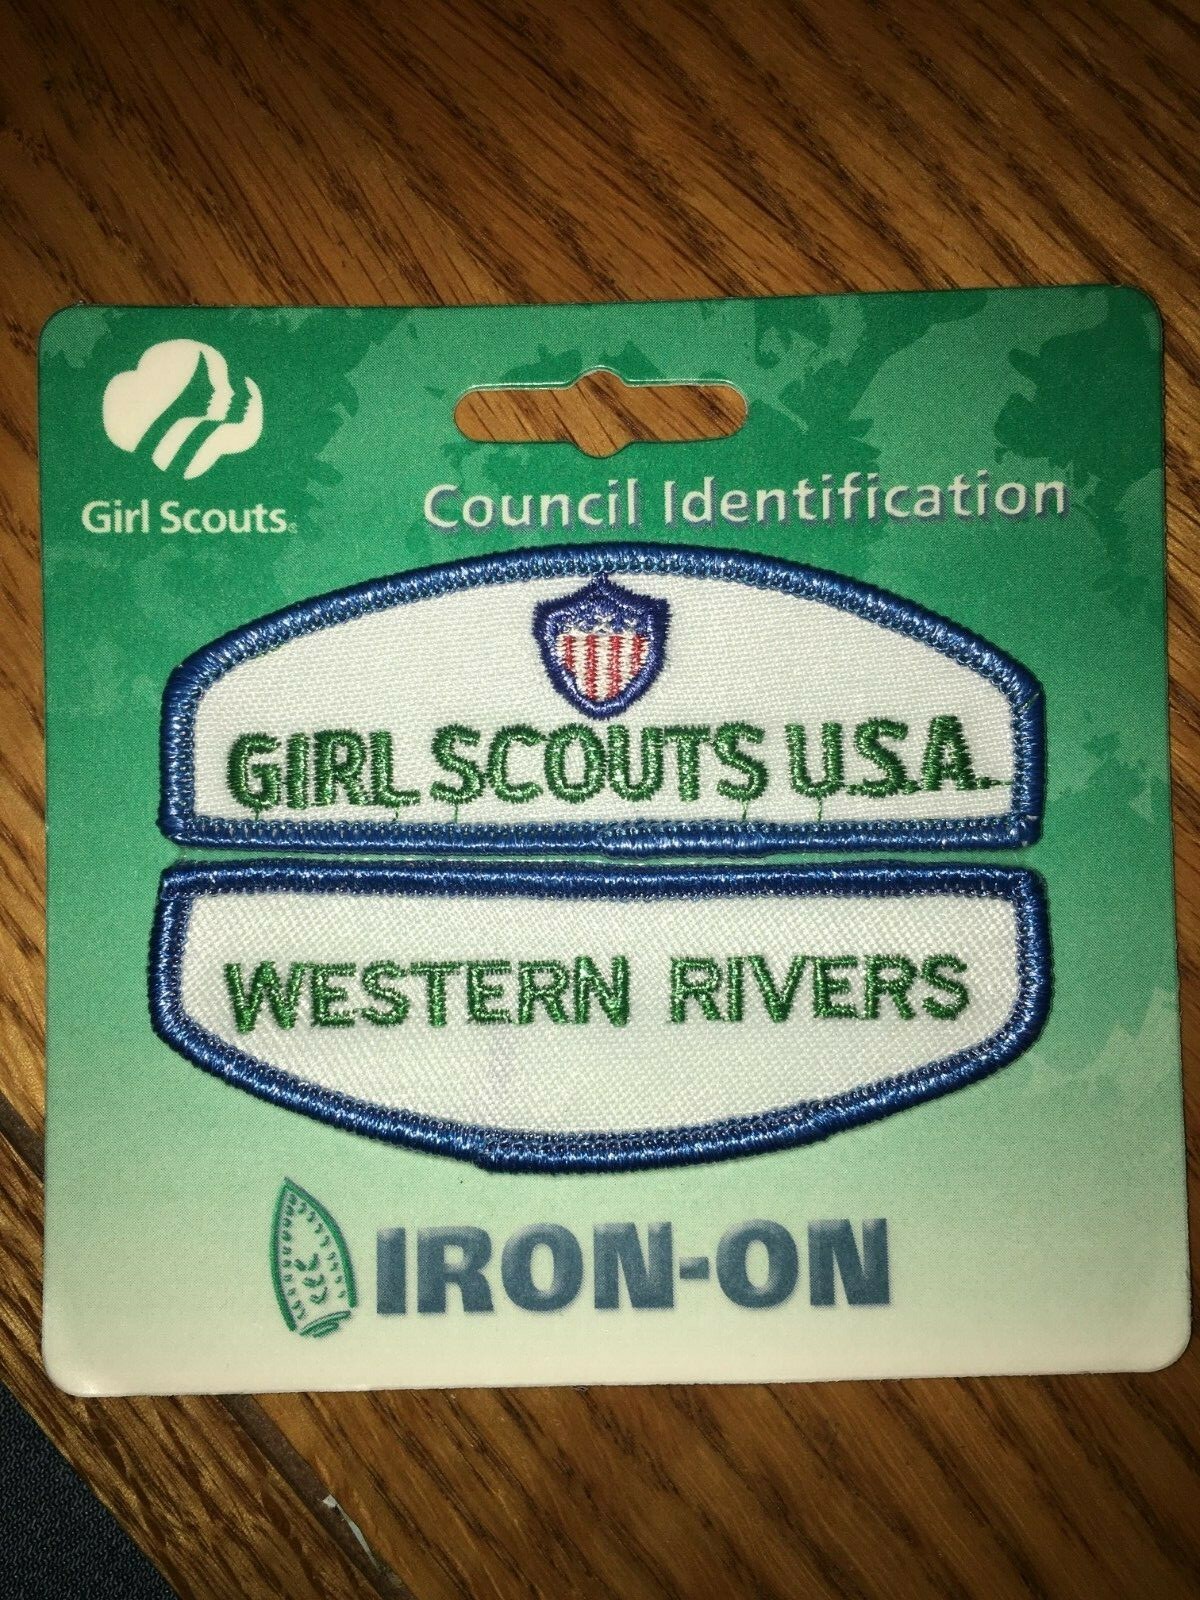 Girl Scouts
Council Identification
GIRL SCOUTS U.S.A.
WESTERN RIVERS
IRON-ON